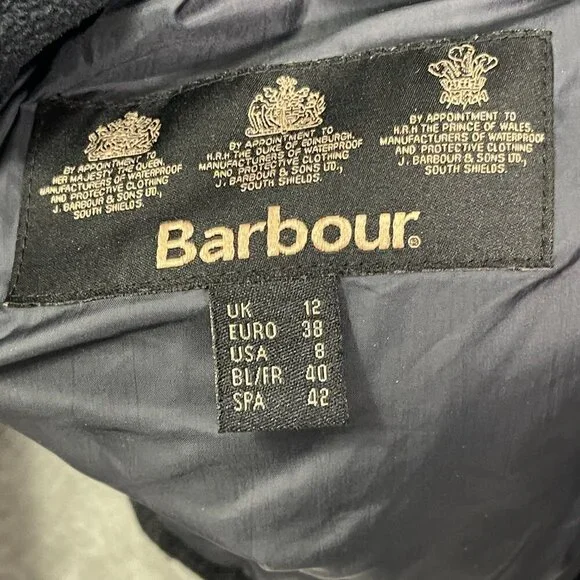 BY APPOINTMENT TO
HER MAJESTY THE QUEEN
MANUFACTURERS OF WATERPROOF
AND PROTECTIVE CLOTHING
J. BARBOUR & SONS LTD,
SOUTH SHIELDS.
BY APPOINTMENT TO
H.R.H. THE DUKE OF EDINBURGH
MANUFACTURERS OF WATERPROOF
AND PROTECTIVE CLOTHING
J. BARBOUR & SONS LTD,
SOUTH SHIELDS.
BY APPOINTMENT TO
H.R.H THE PRINCE OF WALES
MANUFACTURERS OF WATERPROOF
AND PROTECTIVE CLOTHING
J. BARBOUR & SONS LTD,
SOUTH SHIELDS.
Barbour®
UK 12
EURO 38
USA 8
BL/FR 40
SPA 42